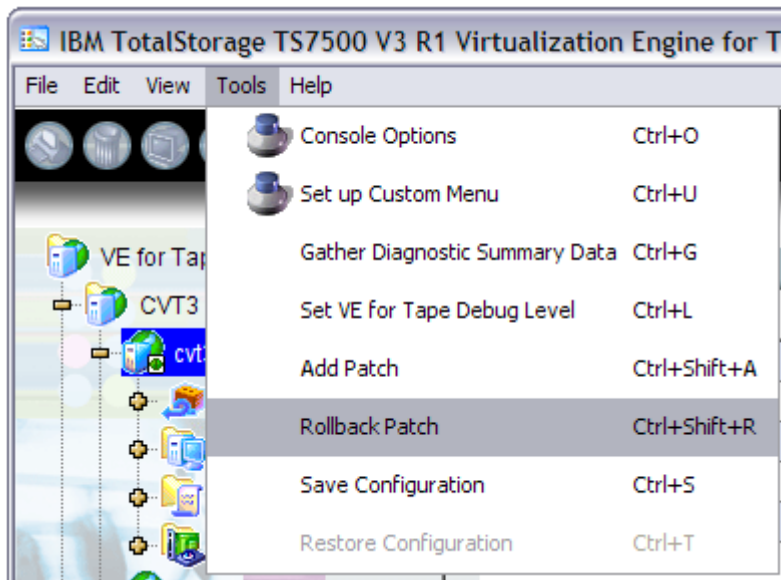 IBM TotalStorage TS7500 V3 R1 Virtualization Engine for
File Edit View Tools Help
Console Options Ctrl+O
Set up Custom Menu Ctrl+U
Gather Diagnostic Summary Data Ctrl+G
Set VE for Tape Debug Level Ctrl+L
Add Patch Ctrl+Shift+A
Rollback Patch Ctrl+Shift+R
Save Configuration Ctrl+S
Restore Configuration Ctrl+T
VE for
CVT3